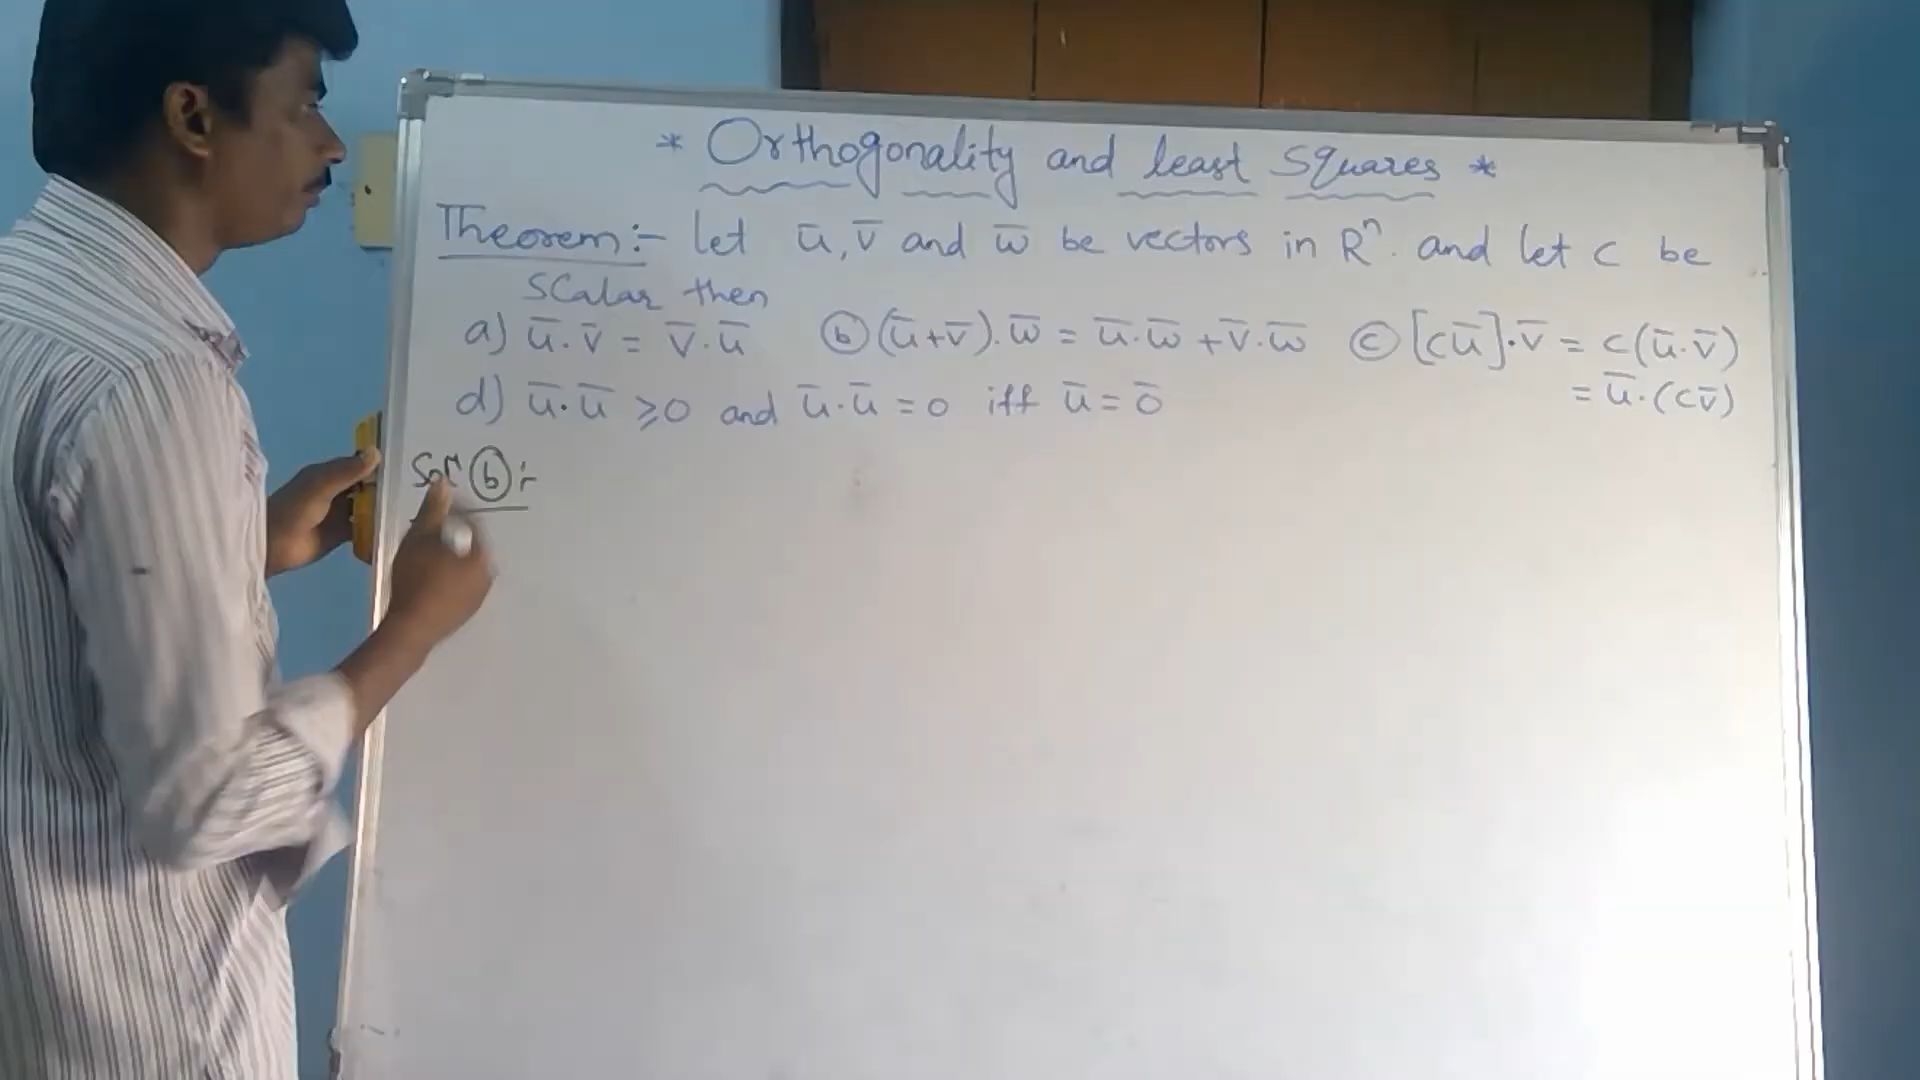 * Orthogonality and least Squares *
Theorem:- let ū, v̄ and w̄ be vectors in Rⁿ. and let c be
scalar then
a) ū·v̄ = v̄·ū ⓑ (ū+v̄)·w̄ = ū·w̄ + v̄·w̄ ⓒ [cū]·v̄ = c(ū·v̄)
= ū·(cv̄)
d) ū·ū ⩾0 and ū·ū = 0 iff ū = ō
Solⁿ ⓑ:-